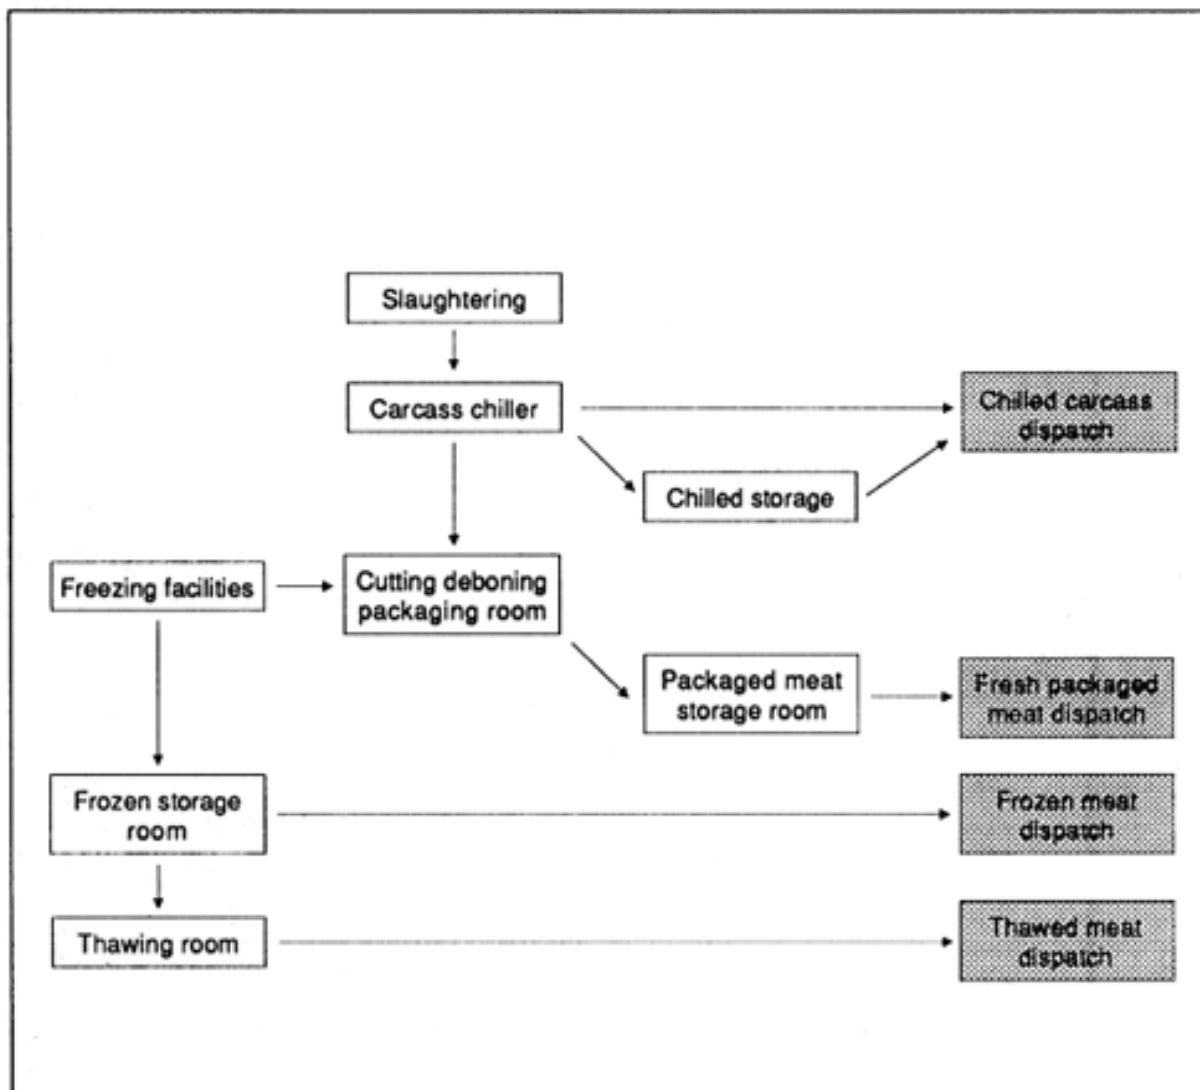 Slaughtering
Carcass chiller
Chilled carcass
dispatch
Chilled storage
Freezing facilities
Cutting deboning
packaging room
Packaged meat
storage room
Fresh packaged
meat dispatch
Frozen storage
room
Frozen meat
dispatch
Thawing room
Thawed meat
dispatch